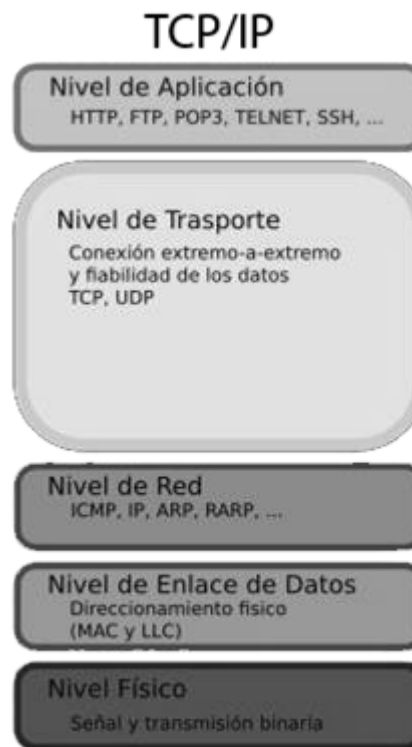 TCP/IP
Nivel de Aplicación
HTTP, FTP, POP3, TELNET, SSH, ...
Nivel de Trasporte
Conexión extremo-a-extremo
y fiabilidad de los datos
TCP, UDP
Nivel de Red
ICMP, IP, ARP, RARP, ...
Nivel de Enlace de Datos
Direccionamiento fisico
(MAC y LLC)
Nivel Físico
Señal y transmisión binaria